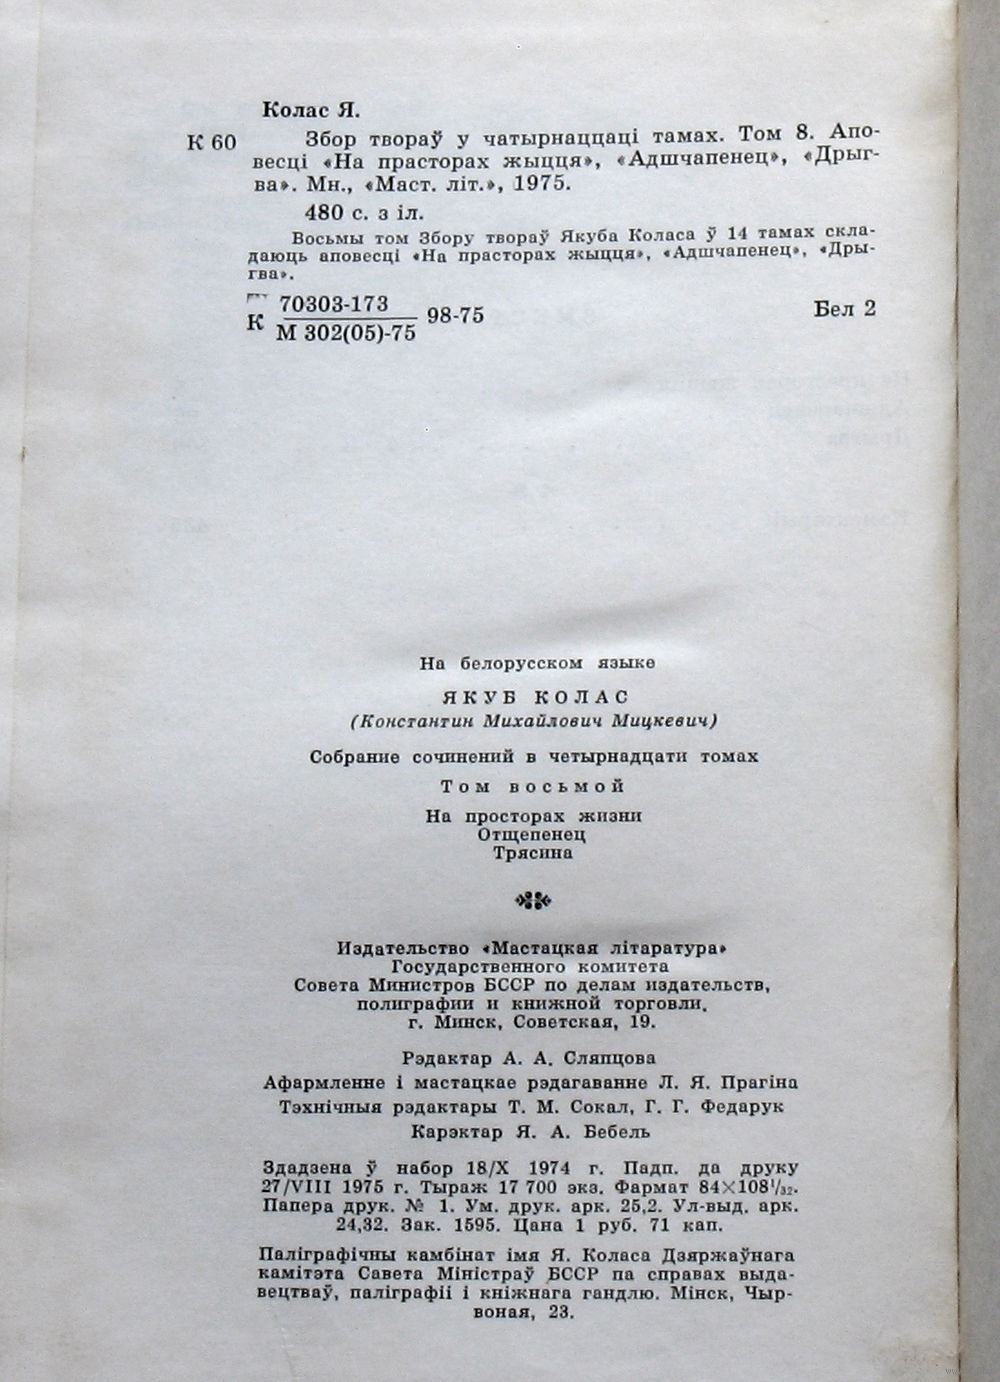 Колас Я.
К 60 Збор твораў у чатырнаццаці тамах. Том 8. Апо-
весці «На прасторах жыцця», «Адшчапенец», «Дрыг-
ва». Мн., «Маст. літ.», 1975.
480 с. з іл.
Восьмы том Збору твораў Якуба Коласа ў 14 тамах скла-
даюць аповесці «На прасторах жыцця», «Адшчапенец», «Дры-
гва».
К 70303-173
М 302(05)-75 98-75 Бел 2
На белорусском языке
ЯКУБ КОЛАС
(Константин Михайлович Мицкевич)
Собрание сочинений в четырнадцати томах
Том восьмой
На просторах жизни
Отщепенец
Трясина
Издательство «Мастацкая літаратура»
Государственного комитета
Совета Министров БССР по делам издательств,
полиграфии и книжной торговли.
г. Минск, Советская, 19.
Рэдактар А. А. Сляпцова
Афармленне і мастацкае рэдагаванне Л. Я. Прагіна
Тэхнічныя рэдактары Т. М. Сокал, Г. Г. Федарук
Карэктар Я. А. Бебель
Здадзена ў набор 18/X 1974 г. Падп. да друку
27/VIII 1975 г. Тыраж 17 700 экз. Фармат 84×108¹/₃₂.
Папера друк. № 1. Ум. друк. арк. 25,2. Ул-выд. арк.
24,32. Зак. 1595. Цана 1 руб. 71 кап.
Паліграфічны камбінат імя Я. Коласа Дзяржаўнага
камітэта Савета Міністраў БССР па справах выда-
вецтваў, паліграфіі і кніжнага гандлю. Мінск, Чыр-
воная, 23.